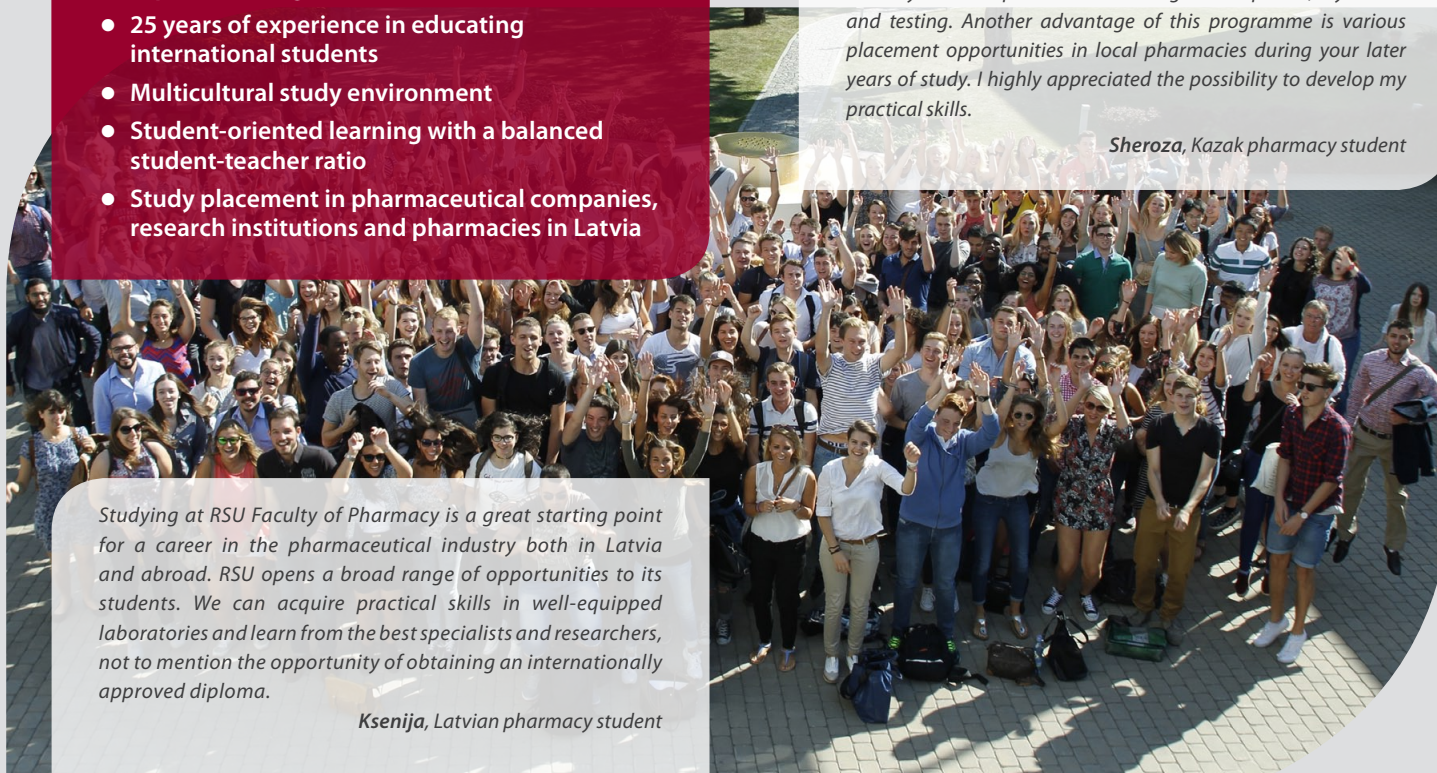 ● 25 years of experience in educating
international students
● Multicultural study environment
● Student-oriented learning with a balanced
student-teacher ratio
● Study placement in pharmaceutical companies,
research institutions and pharmacies in Latvia
and testing. Another advantage of this programme is various
placement opportunities in local pharmacies during your later
years of study. I highly appreciated the possibility to develop my
practical skills.
Sheroza, Kazak pharmacy student
Studying at RSU Faculty of Pharmacy is a great starting point
for a career in the pharmaceutical industry both in Latvia
and abroad. RSU opens a broad range of opportunities to its
students. We can acquire practical skills in well-equipped
laboratories and learn from the best specialists and researchers,
not to mention the opportunity of obtaining an internationally
approved diploma.
Ksenija, Latvian pharmacy student